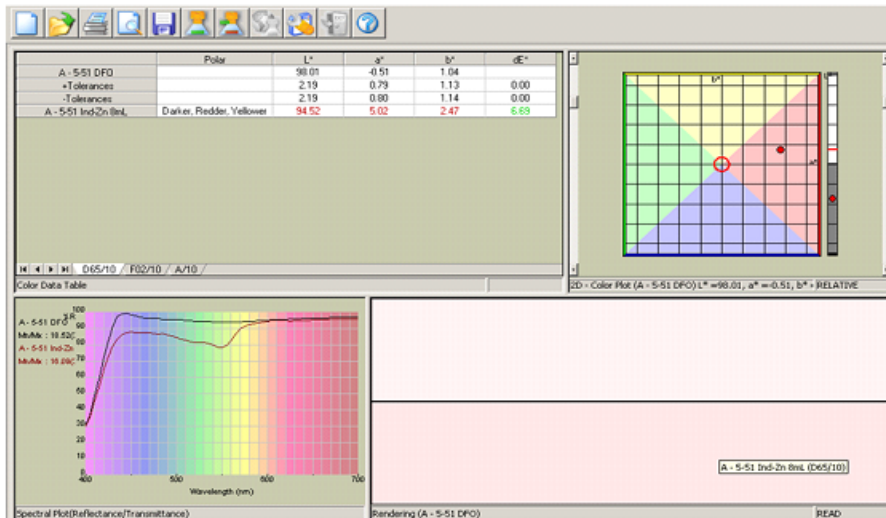 Polar L* a* b* dE*
A - 5-51 DFO 98.01 -0.51 1.04
+Tolerances 2.19 0.79 1.13 0.00
-Tolerances 2.19 0.80 1.14 0.00
A - 5-51 Ind-Zn 8mL Darker, Redder, Yellower 94.52 5.02 2.47 6.69
D65/10 F02/10 A/10
Color Data Table
b*
a*
2D - Color Plot (A - 5-51 DFO) L* =98.01, a* =-0.51, b* - RELATIVE
%R
A - 5-51 DFO
A - 5-51 Ind-Zn
100
90
80
70
60
50
40
30
20
10
0
400 500 600 700
Wavelength (nm)
Spectral Plot(Reflectance/Transmittance)
A - 5-51 Ind-Zn 8mL (D65/10)
Rendering (A - 5-51 DFO)
READ